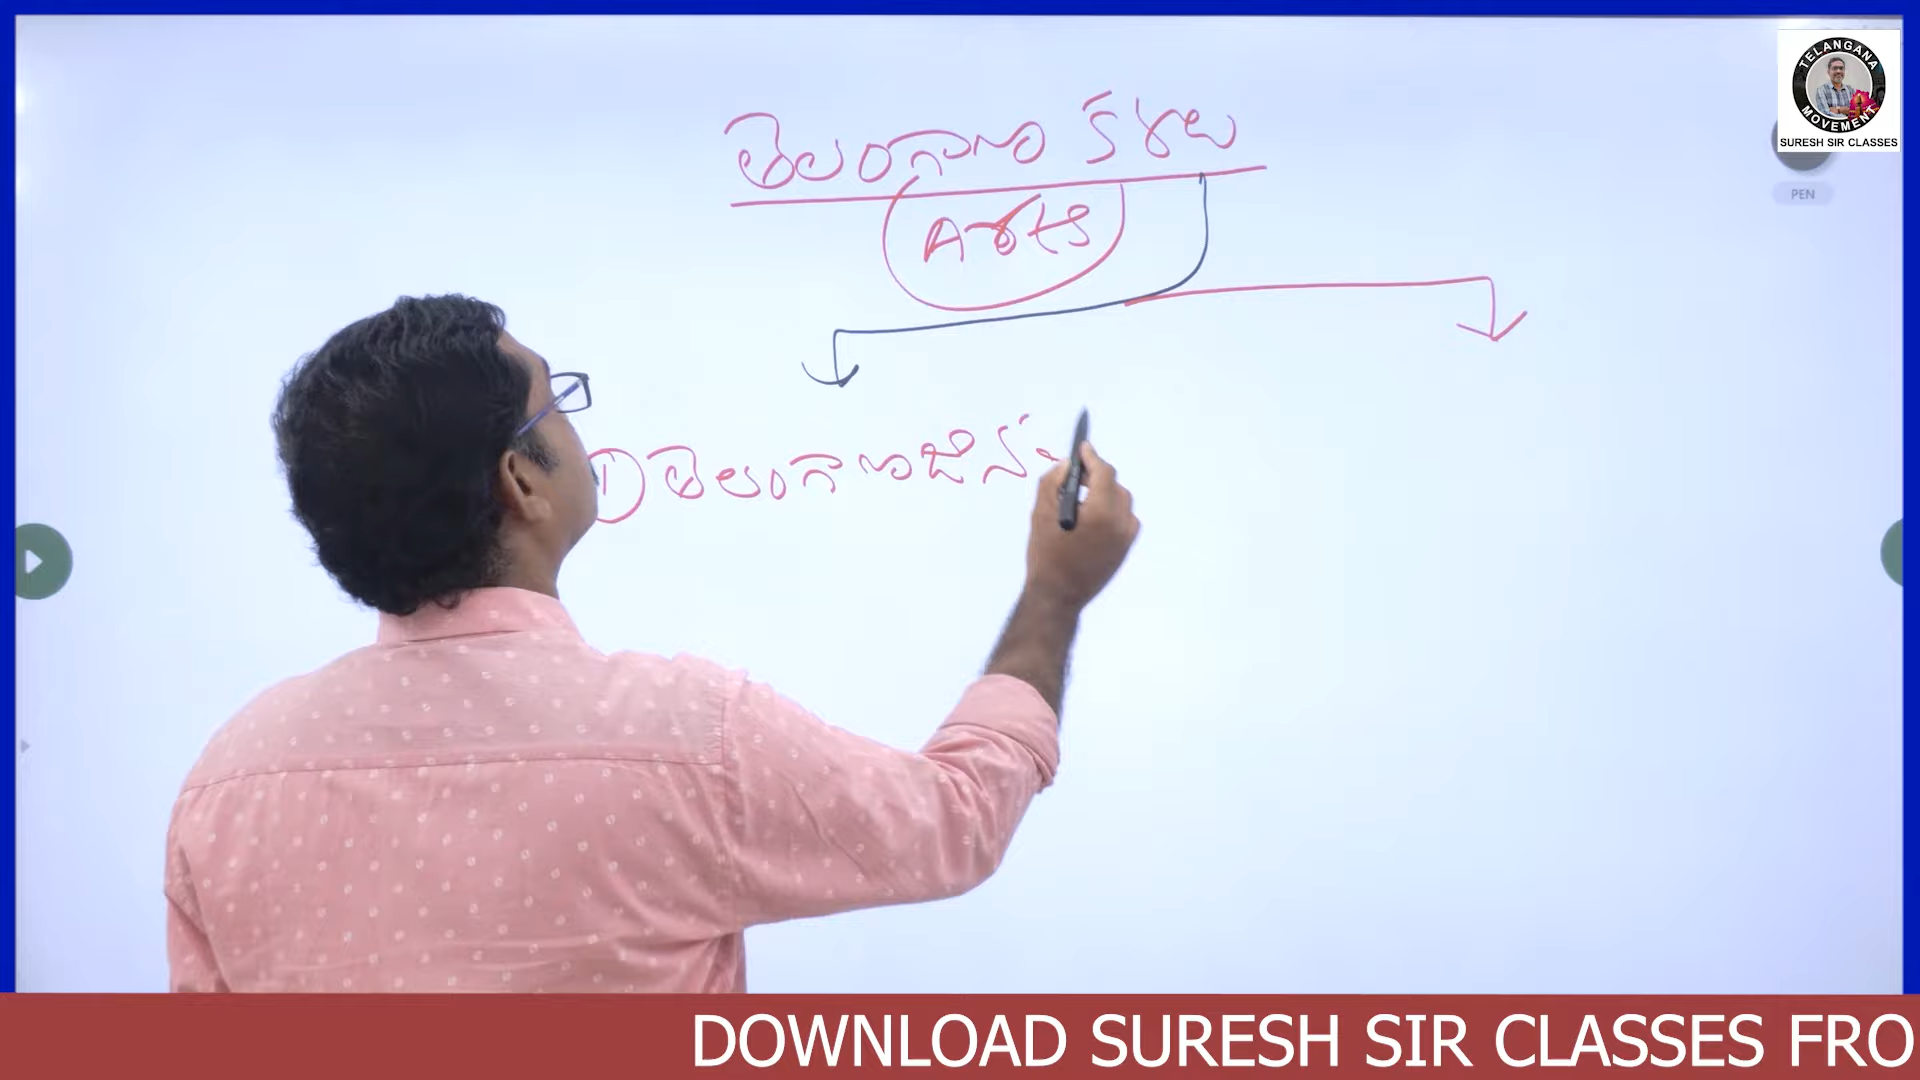 తెలంగాణ కళలు
Arts
TELANGANA
MOVEMENT
SURESH SIR CLASSES
PEN
① తెలంగాణ జాన
DOWNLOAD SURESH SIR CLASSES FRO